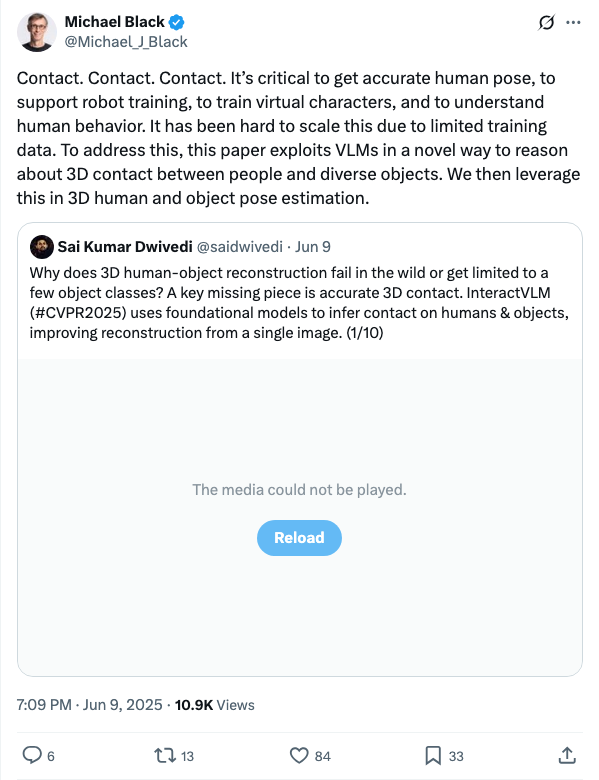 Michael Black
@Michael_J_Black
Contact. Contact. Contact. It’s critical to get accurate human pose, to
support robot training, to train virtual characters, and to understand
human behavior. It has been hard to scale this due to limited training
data. To address this, this paper exploits VLMs in a novel way to reason
about 3D contact between people and diverse objects. We then leverage
this in 3D human and object pose estimation.
Sai Kumar Dwivedi @saidwivedi · Jun 9
Why does 3D human-object reconstruction fail in the wild or get limited to a
few object classes? A key missing piece is accurate 3D contact. InteractVLM
(#CVPR2025) uses foundational models to infer contact on humans & objects,
improving reconstruction from a single image. (1/10)
The media could not be played.
Reload
7:09 PM · Jun 9, 2025 · 10.9K Views
6 13 84 33